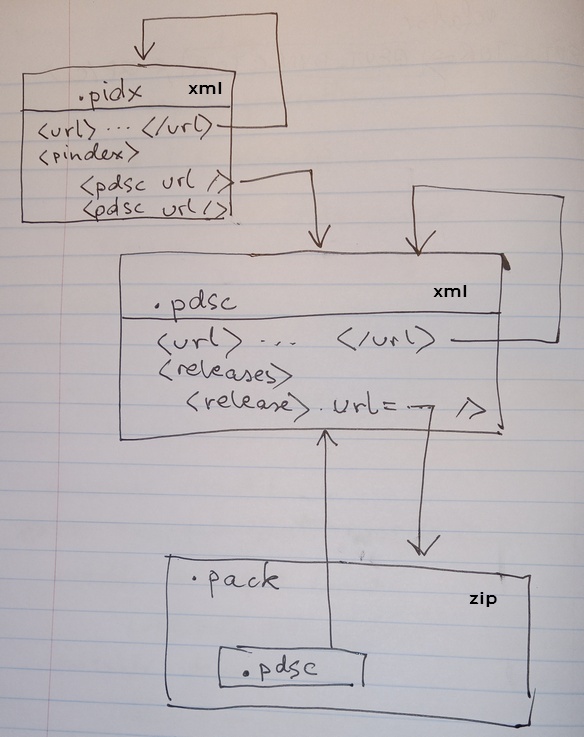 .pidx xml
<url> ... </url>
<pindex>
<pdsc url />
<pdsc url />
.pdsc xml
<url> ... </url>
<releases>
<release>. url= />
.pack zip
.pdsc